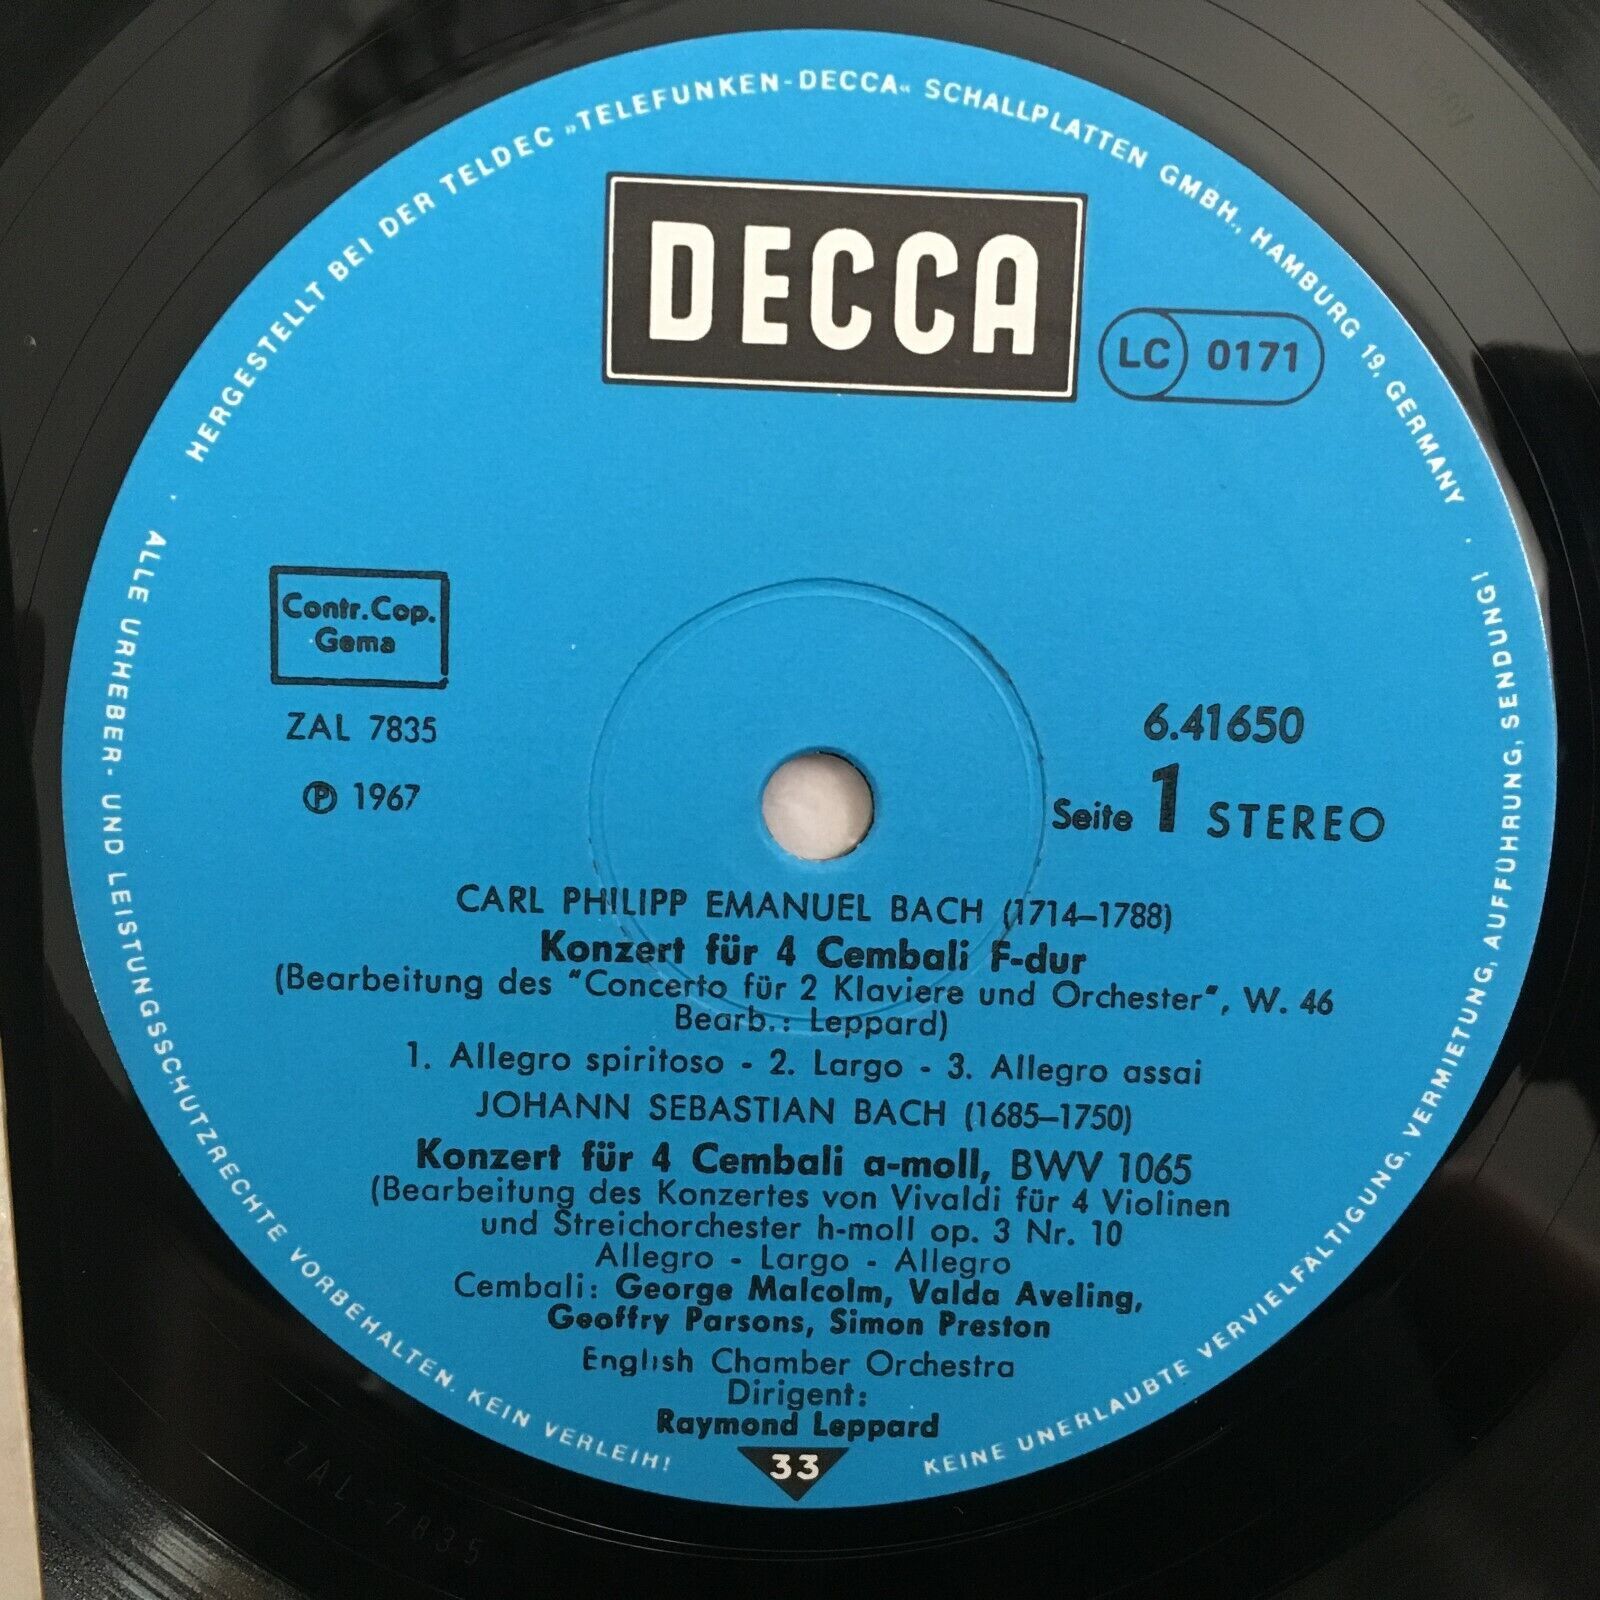 HERGESTELLT BEI DER TELDEC »TELEFUNKEN-DECCA« SCHALLPLATTEN GMBH., HAMBURG 19, GERMANY
DECCA
LC 0171
Contr.Cop.
Gema
ZAL 7835
℗ 1967
6.41650
Seite 1 STEREO
CARL PHILIPP EMANUEL BACH (1714–1788)
Konzert für 4 Cembali F-dur
(Bearbeitung des "Concerto für 2 Klaviere und Orchester", W. 46
Bearb.: Leppard)
1. Allegro spiritoso - 2. Largo - 3. Allegro assai
JOHANN SEBASTIAN BACH (1685–1750)
Konzert für 4 Cembali a-moll, BWV 1065
(Bearbeitung des Konzertes von Vivaldi für 4 Violinen
und Streichorchester h-moll op. 3 Nr. 10
Allegro - Largo - Allegro
Cembali: George Malcolm, Valda Aveling,
Geoffry Parsons, Simon Preston
English Chamber Orchestra
Dirigent:
Raymond Leppard
33
· ALLE URHEBER- UND LEISTUNGSSCHUTZRECHTE VORBEHALTEN. KEIN VERLEIH! KEINE UNERLAUBTE VERVIELFÄLTIGUNG, VERMIETUNG, AUFFÜHRUNG, SENDUNG! ·
ZAL-7835